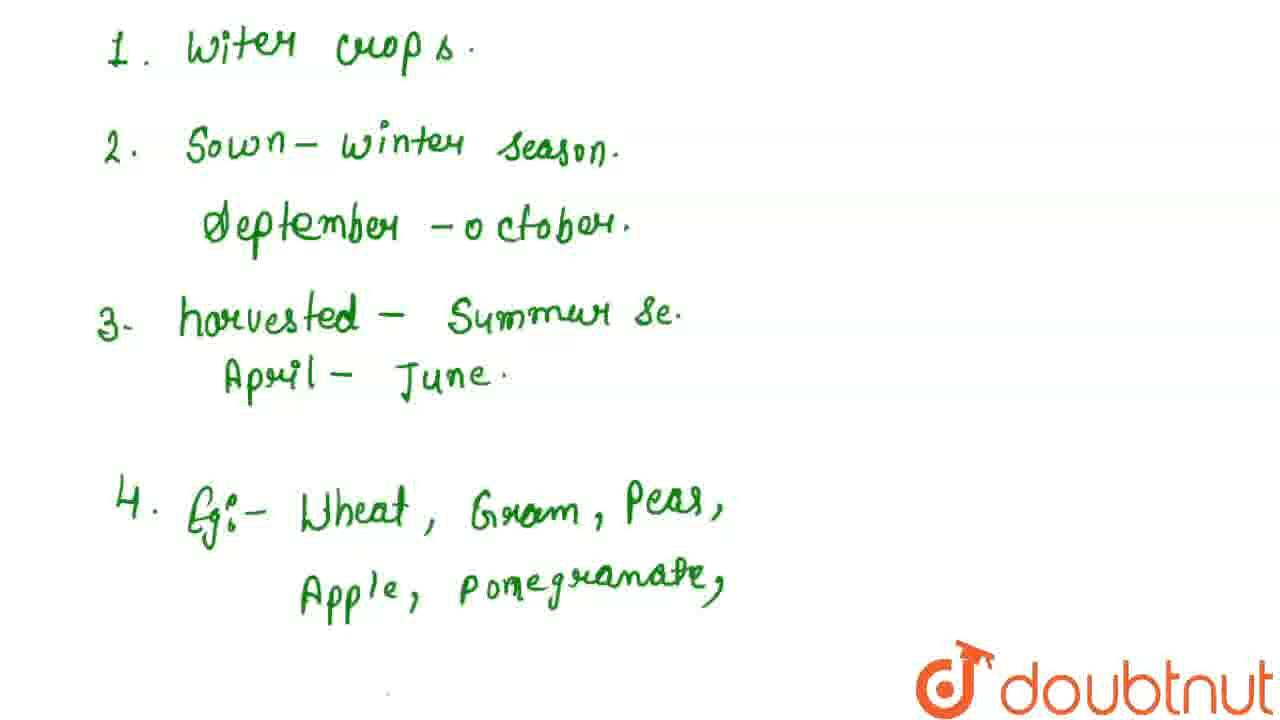 1. Witer crops.
2. Sown - winter season.
September - october.
3. harvested - Summur se.
April - June.
4. Eg:- Wheat, Gram, Peas,
Apple, pomegranate,
doubtnut